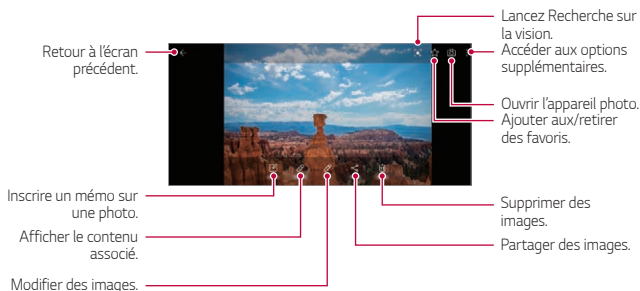 Lancez Recherche sur
la vision.
Retour à l'écran
précédent.
Accéder aux options
supplémentaires.
Ouvrir l'appareil photo.
Ajouter aux/retirer
des favoris.
Inscrire un mémo sur
une photo.
Supprimer des
images.
Afficher le contenu
associé.
Partager des images.
Modifier des images.